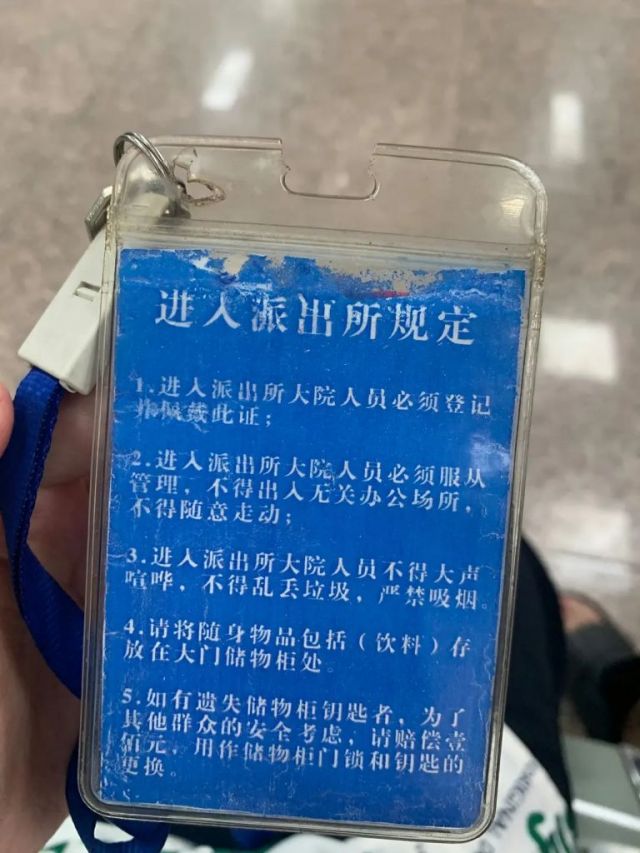 进入派出所规定
1.进入派出所大院人员必须登记
并佩戴此证；
2.进入派出所大院人员必须服从
管理，不得出入无关办公场所，
不得随意走动；
3.进入派出所大院人员不得大声
喧哗，不得乱丢垃圾，严禁吸烟。
4.请将随身物品包括（饮料）存
放在大门储物柜处。
5.如有遗失储物柜钥匙者，为了
其他群众的安全考虑，请赔偿壹
佰元，用作储物柜门锁和钥匙的
更换。